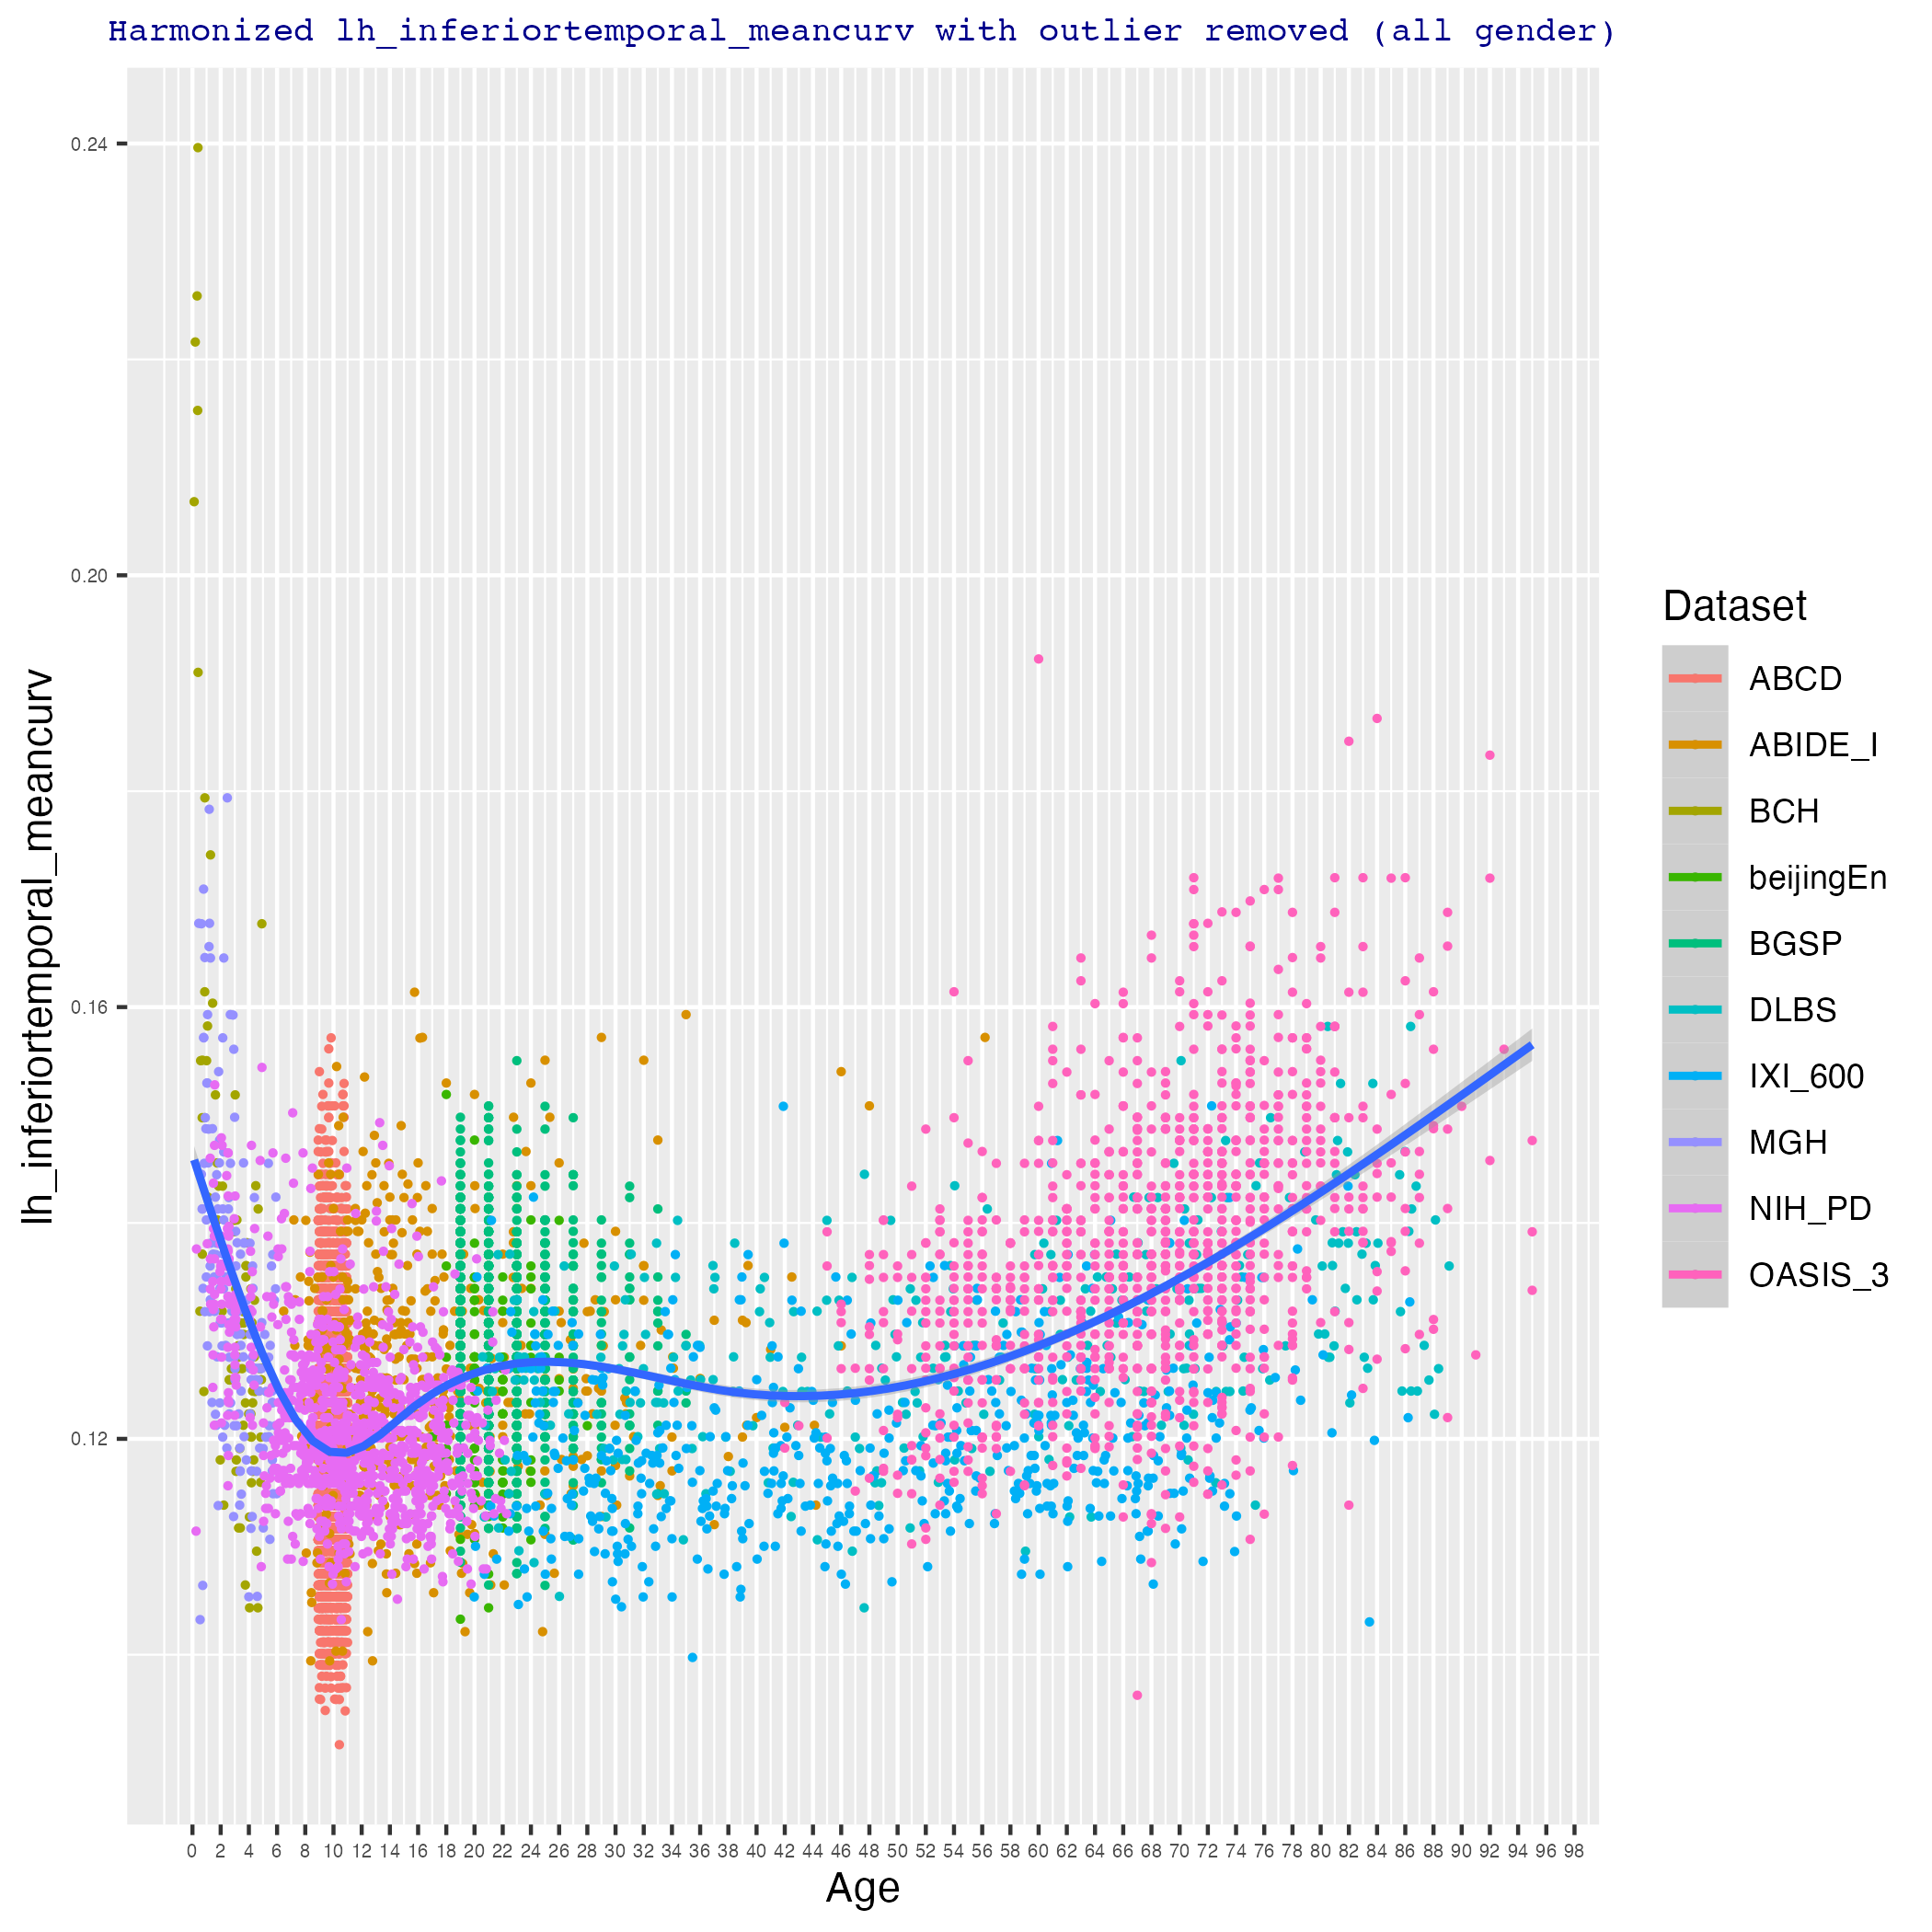 Harmonized lh_inferiortemporal_meancurv with outlier removed (all gender)
lh_inferiortemporal_meancurv
0.24
0.20
0.16
0.12
0 2 4 6 8 10 12 14 16 18 20 22 24 26 28 30 32 34 36 38 40 42 44 46 48 50 52 54 56 58 60 62 64 66 68 70 72 74 76 78 80 82 84 86 88 90 92 94 96 98
Age
Dataset
ABCD
ABIDE_I
BCH
beijingEn
BGSP
DLBS
IXI_600
MGH
NIH_PD
OASIS_3